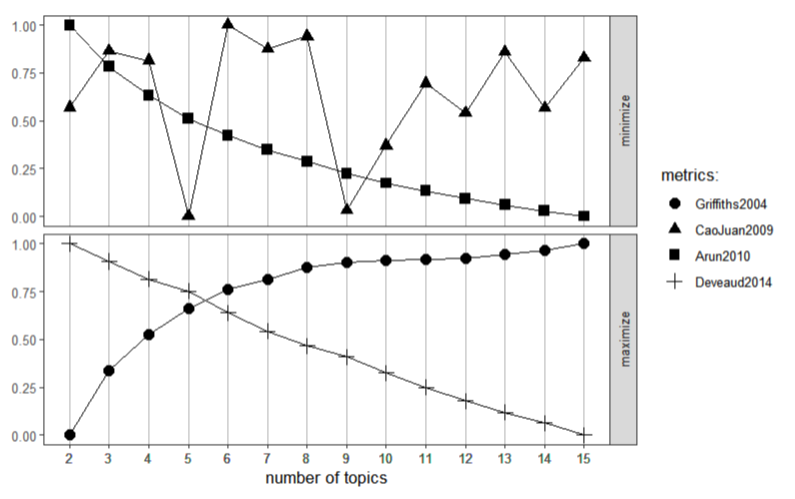 1.00
0.75
0.50
0.25
0.00
minimize
1.00
0.75
0.50
0.25
0.00
maximize
2 3 4 5 6 7 8 9 10 11 12 13 14 15
number of topics
metrics:
Griffiths2004
CaoJuan2009
Arun2010
Deveaud2014